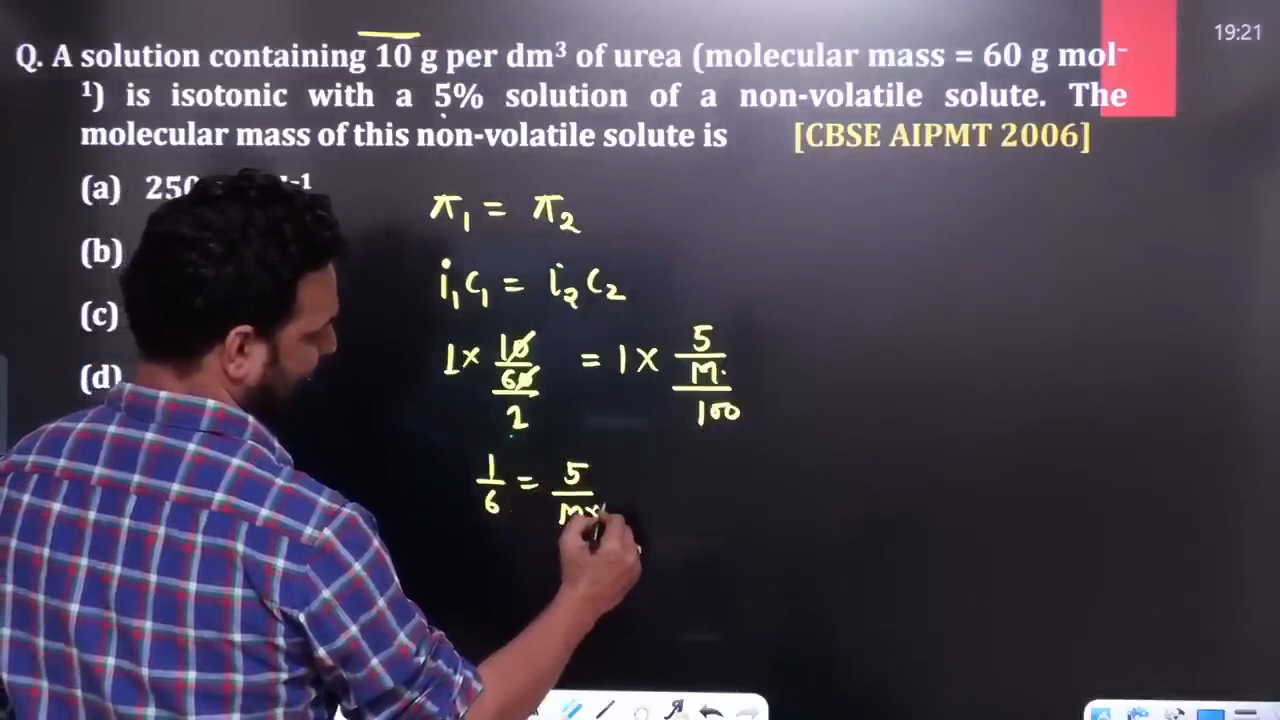 19:21
Q. A solution containing 10 g per dm³ of urea (molecular mass = 60 g mol⁻
¹) is isotonic with a 5% solution of a non-volatile solute. The
molecular mass of this non-volatile solute is [CBSE AIPMT 2006]
(a) 250
(b)
(c)
(d)
π₁ = π₂
i₁C₁ = i₂C₂
1 × 10/60 = 1 × 5/M
100
1/6 = 5/M×